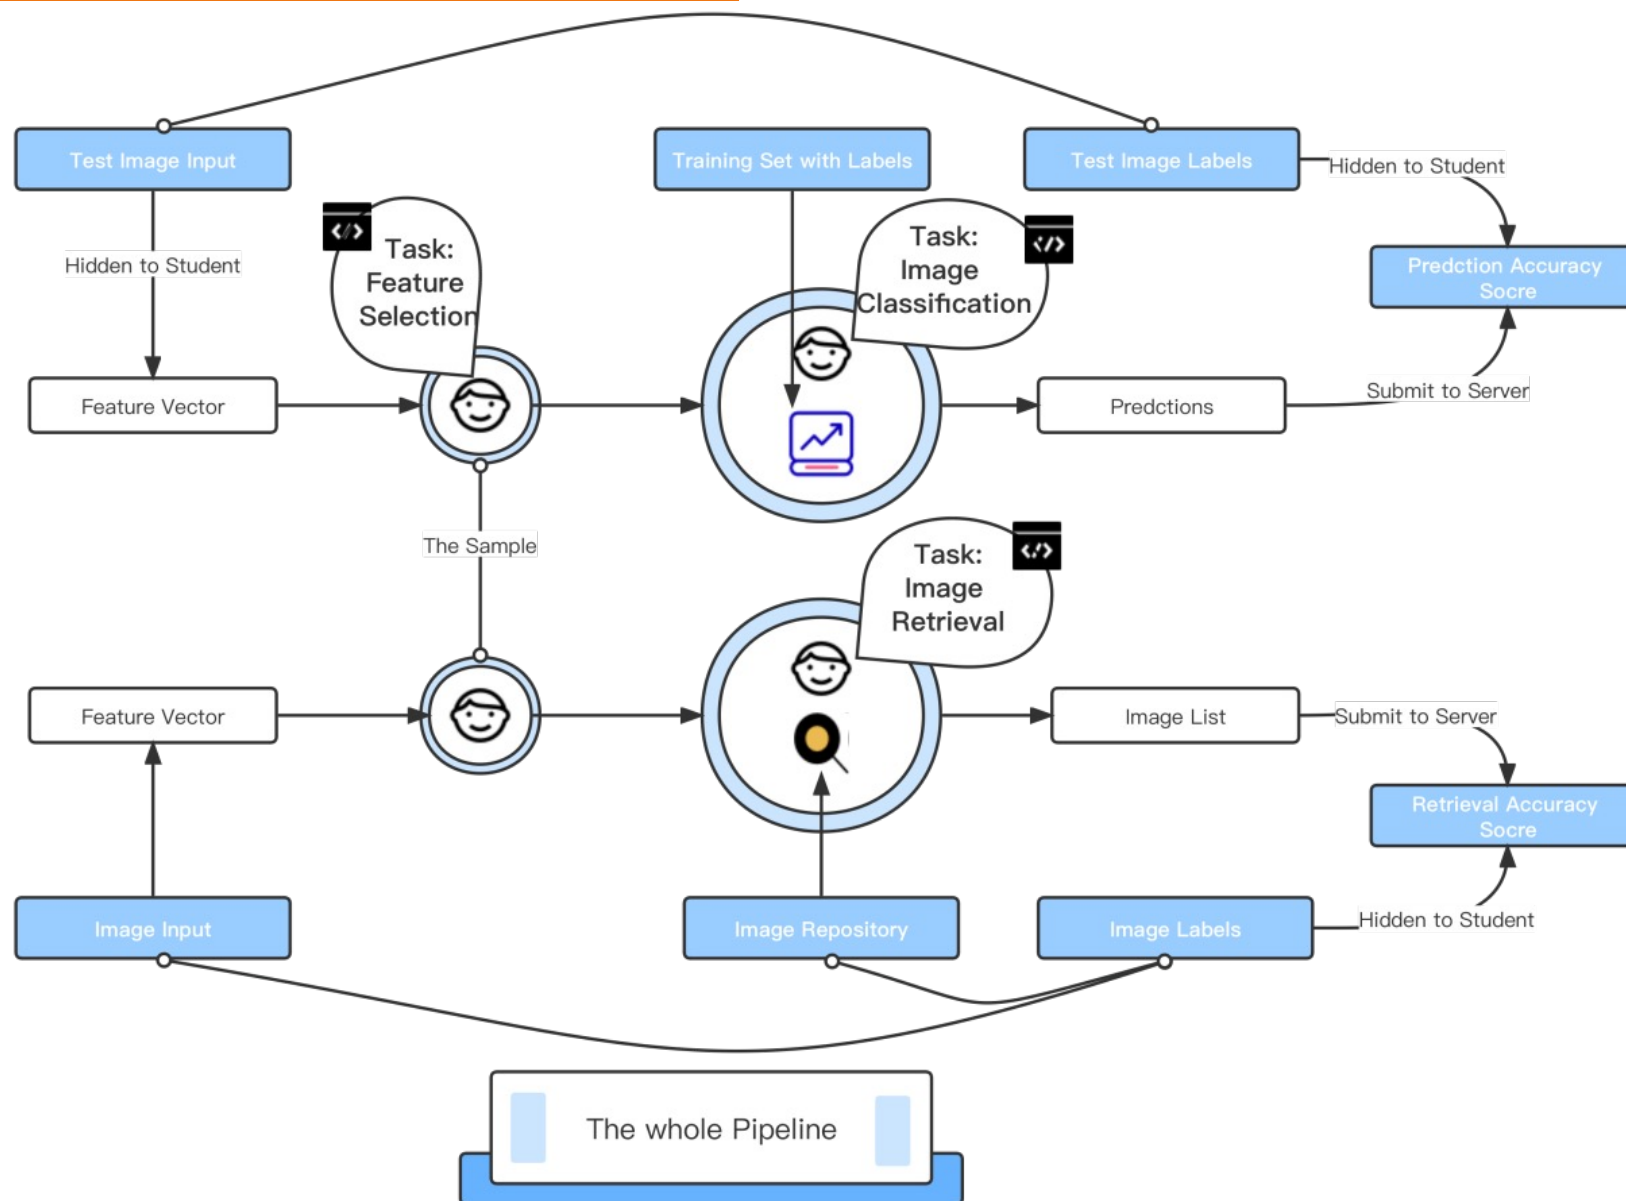 Test Image Input
Training Set with Labels
Test Image Labels
Hidden to Student
Hidden to Student
Task:
Feature
Selection
Task:
Image
Classification
Predction Accuracy
Socre
Feature Vector
Predctions
Submit to Server
The Sample
Task:
Image
Retrieval
Feature Vector
Image List
Submit to Server
Retrieval Accuracy
Socre
Image Input
Image Repository
Image Labels
Hidden to Student
The whole Pipeline